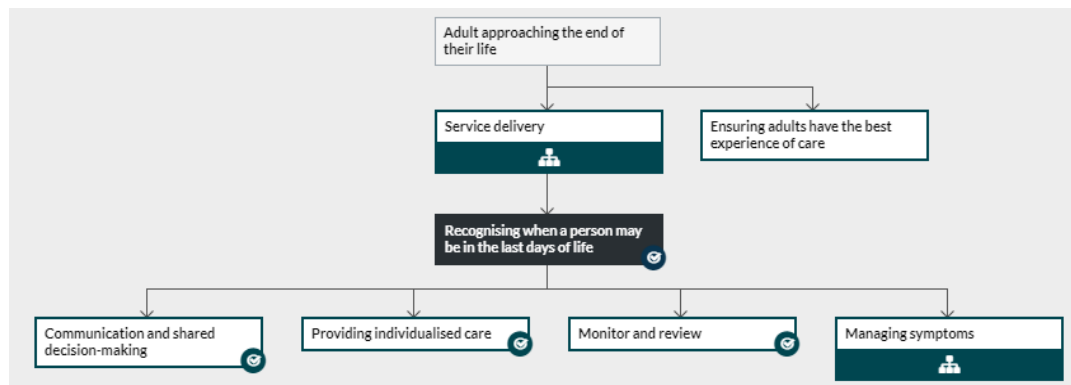 Adult approaching the end of
their life
Service delivery
Ensuring adults have the best
experience of care
Recognising when a person may
be in the last days of life
Communication and shared
decision-making
Providing individualised care
Monitor and review
Managing symptoms